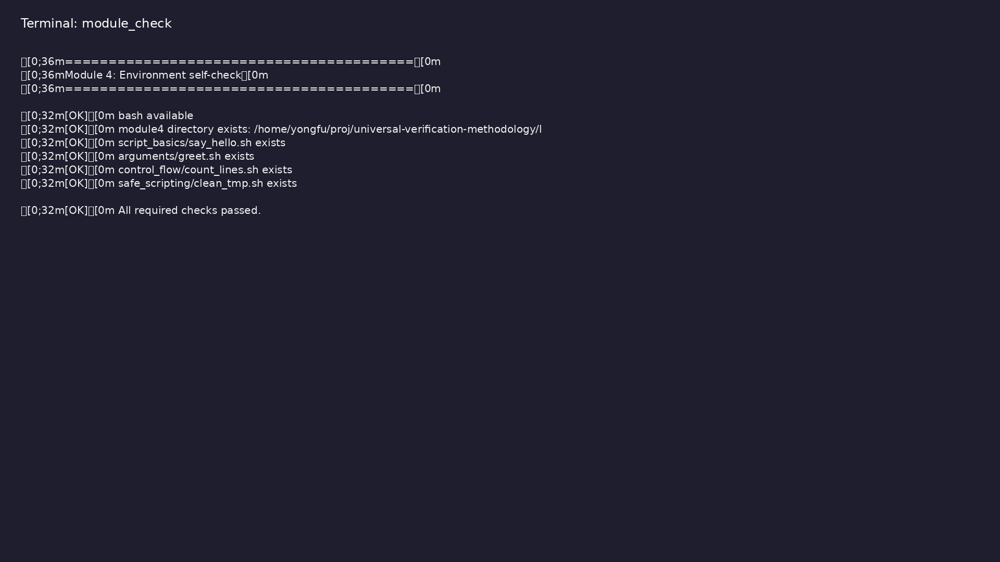 Terminal: module_check
▯[0;36m========================================▯[0m
▯[0;36mModule 4: Environment self-check▯[0m
▯[0;36m========================================▯[0m
▯[0;32m[OK]▯[0m bash available
▯[0;32m[OK]▯[0m module4 directory exists: /home/yongfu/proj/universal-verification-methodology/l
▯[0;32m[OK]▯[0m script_basics/say_hello.sh exists
▯[0;32m[OK]▯[0m arguments/greet.sh exists
▯[0;32m[OK]▯[0m control_flow/count_lines.sh exists
▯[0;32m[OK]▯[0m safe_scripting/clean_tmp.sh exists
▯[0;32m[OK]▯[0m All required checks passed.